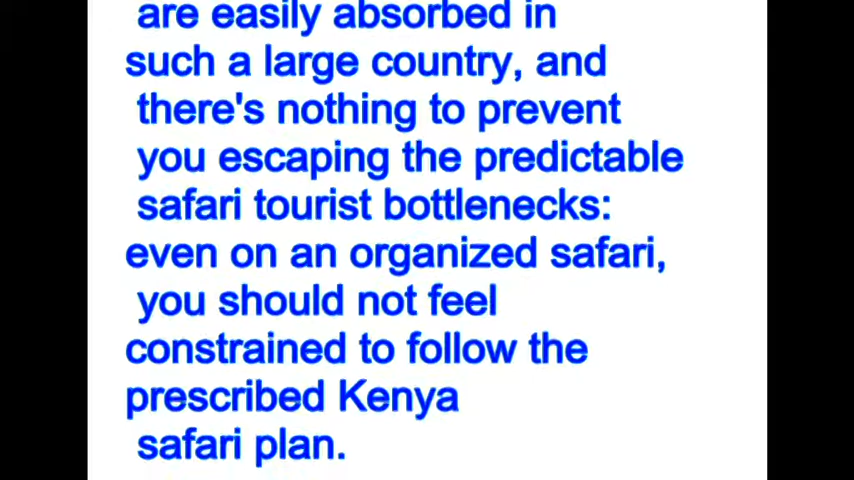 are easily absorbed in
such a large country, and
there's nothing to prevent
you escaping the predictable
safari tourist bottlenecks:
even on an organized safari,
you should not feel
constrained to follow the
prescribed Kenya
safari plan.